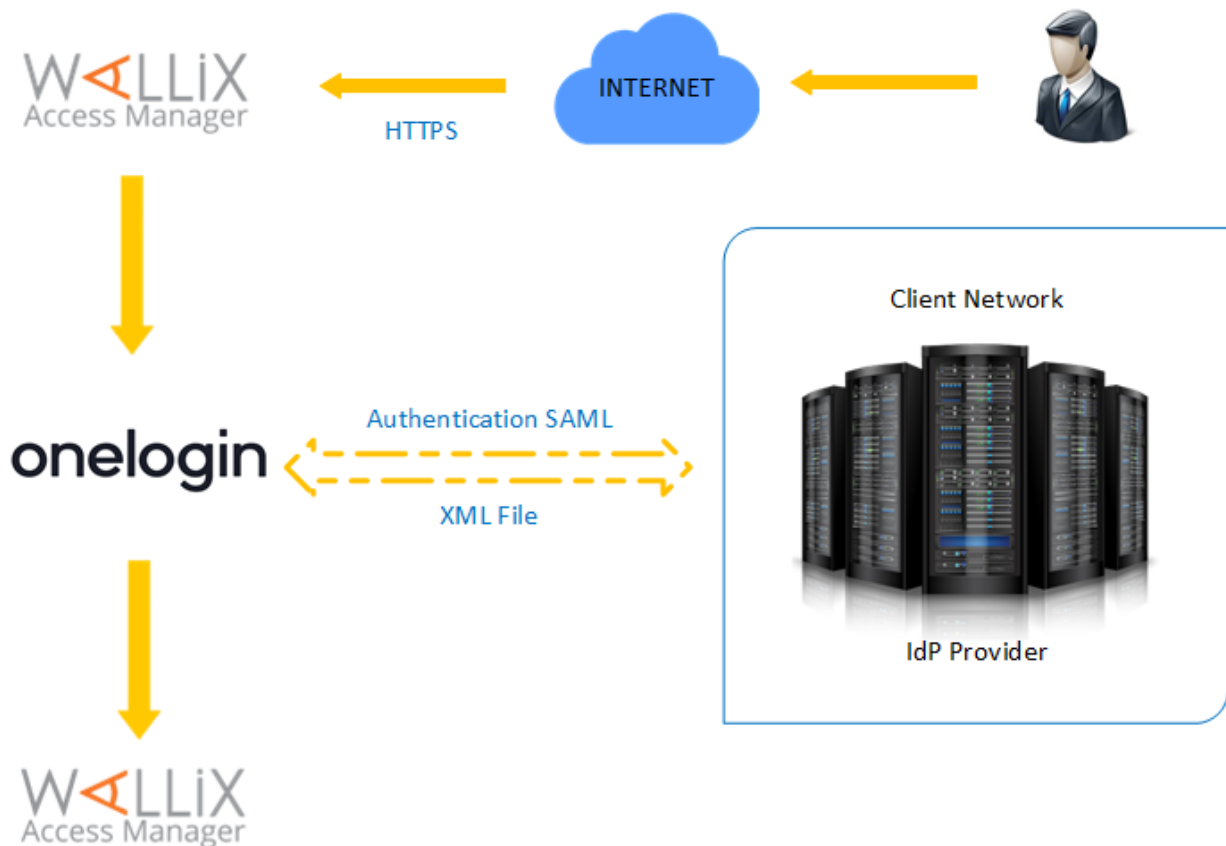 WALLiX
Access Manager
HTTPS
INTERNET
Client Network
Authentication SAML
onelogin
XML File
IdP Provider
WALLiX
Access Manager